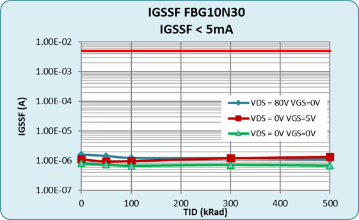 IGSSF FBG10N30
IGSSF < 5mA
1.00E-02
1.00E-03
1.00E-04
1.00E-05
1.00E-06
1.00E-07
IGSSF (A)
VDS = 80V VGS=0V
VDS = 0V VGS=5V
VDS = 0V VGS=0V
0 100 200 300 400 500
TID (kRad)